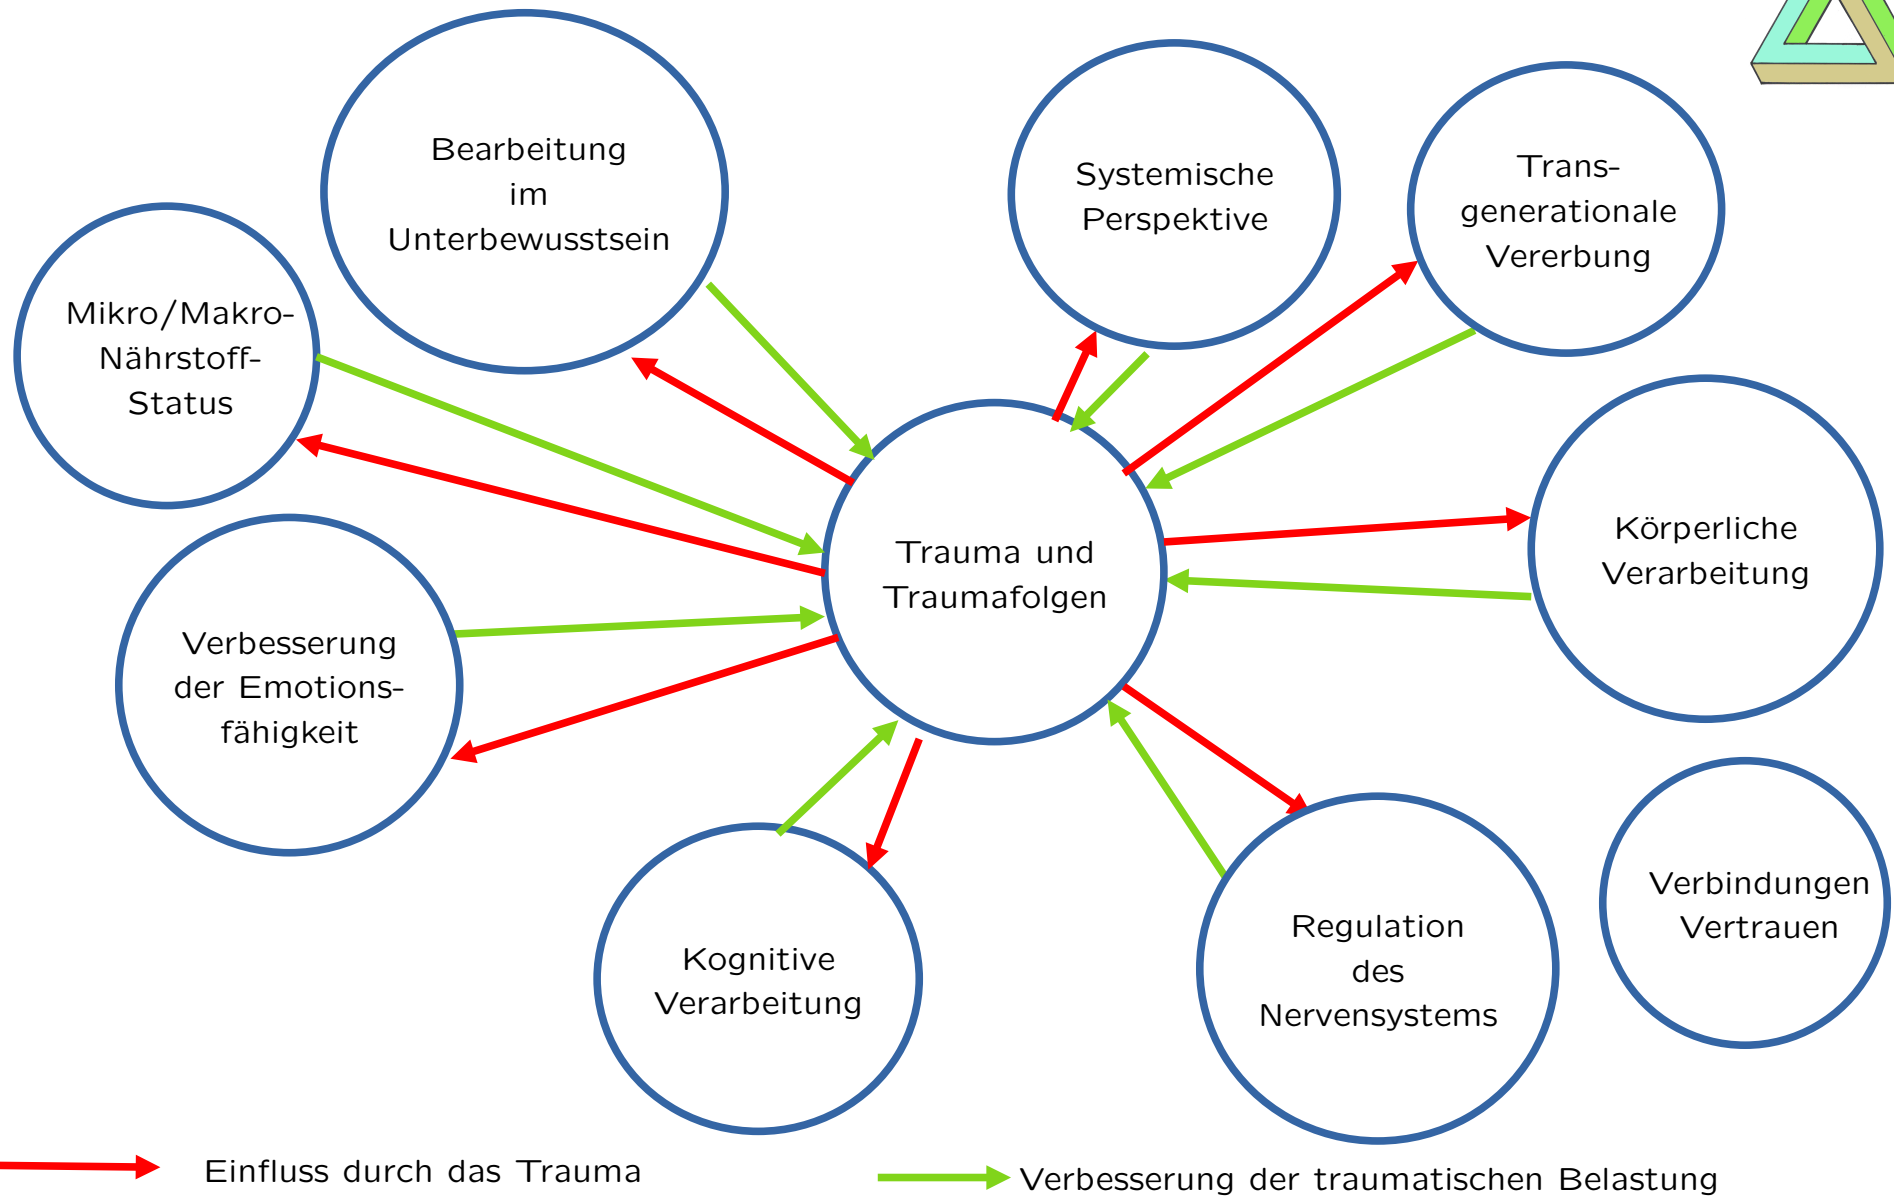 Bearbeitung
im
Unterbewusstsein
Systemische
Perspektive
Trans-
generationale
Vererbung
Mikro/Makro-
Nährstoff-
Status
Trauma und
Traumafolgen
Körperliche
Verarbeitung
Verbesserung
der Emotions-
fähigkeit
Kognitive
Verarbeitung
Regulation
des
Nervensystems
Verbindungen
Vertrauen
Einfluss durch das Trauma
Verbesserung der traumatischen Belastung